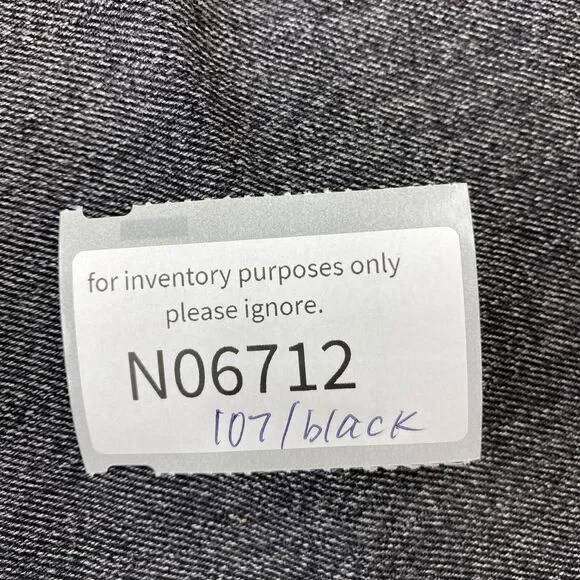 for inventory purposes only
please ignore.
N06712
107/black